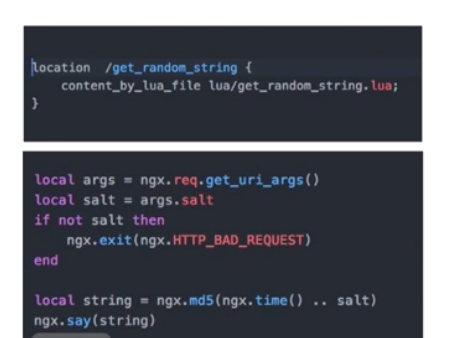 location  /get_random_string {
    content_by_lua_file lua/get_random_string.lua;
}
local args = ngx.req.get_uri_args()
local salt = args.salt
if not salt then
    ngx.exit(ngx.HTTP_BAD_REQUEST)
end
local string = ngx.md5(ngx.time() .. salt)
ngx.say(string)